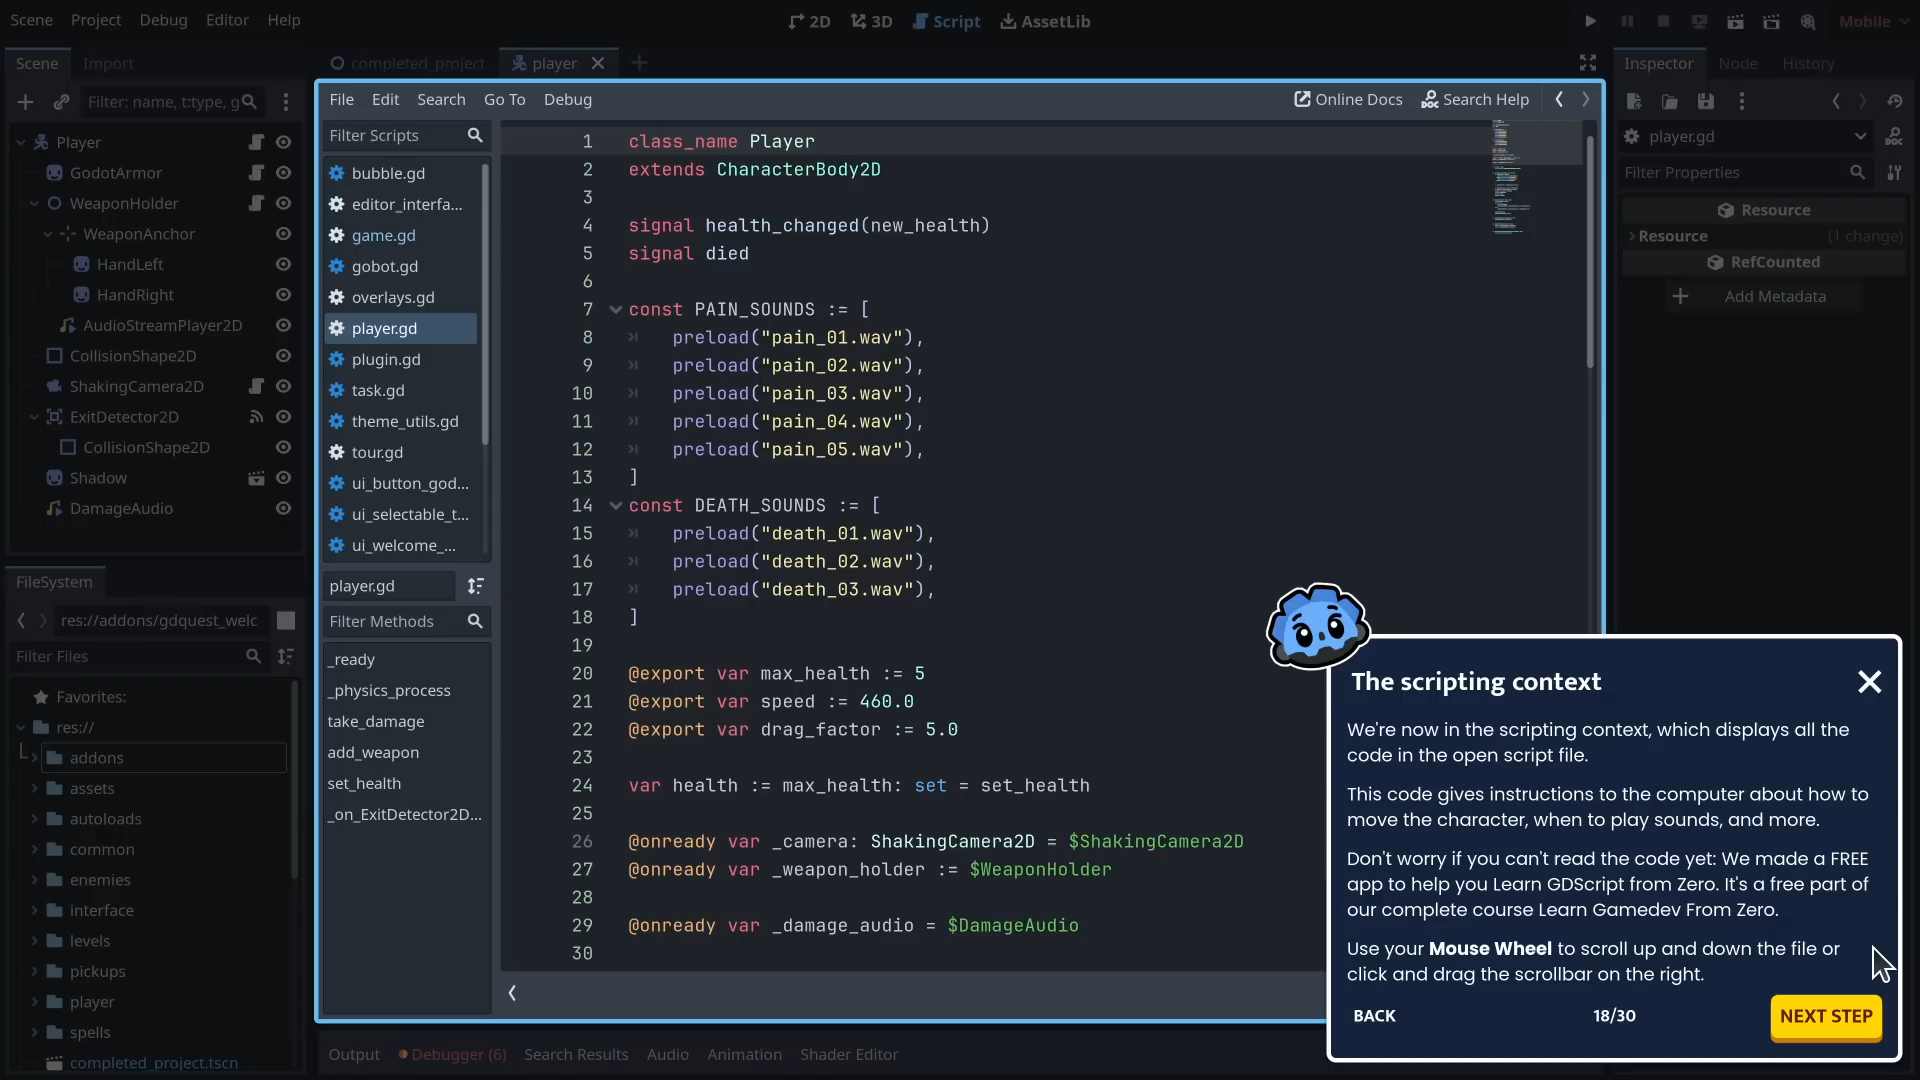 Scene Project Debug Editor Help
2D 3D Script AssetLib
Mobile
Scene Import
Filter: name, t:type, g
Player
GodotArmor
WeaponHolder
WeaponAnchor
HandLeft
HandRight
AudioStreamPlayer2D
CollisionShape2D
ShakingCamera2D
ExitDetector2D
CollisionShape2D
Shadow
DamageAudio
FileSystem
res://addons/gdquest_welc
Filter Files
Favorites:
res://
addons
assets
autoloads
common
enemies
interface
levels
pickups
player
spells
completed_project.tscn
completed_project player
File Edit Search Go To Debug
Online Docs Search Help
Filter Scripts
bubble.gd
editor_interfa...
game.gd
gobot.gd
overlays.gd
player.gd
plugin.gd
task.gd
theme_utils.gd
tour.gd
ui_button_god...
ui_selectable_t...
ui_welcome_...
player.gd
Filter Methods
_ready
_physics_process
take_damage
add_weapon
set_health
_on_ExitDetector2D...
1 class_name Player
2 extends CharacterBody2D
3
4 signal health_changed(new_health)
5 signal died
6
7 const PAIN_SOUNDS := [
8 preload("pain_01.wav"),
9 preload("pain_02.wav"),
10 preload("pain_03.wav"),
11 preload("pain_04.wav"),
12 preload("pain_05.wav"),
13 ]
14 const DEATH_SOUNDS := [
15 preload("death_01.wav"),
16 preload("death_02.wav"),
17 preload("death_03.wav"),
18 ]
19
20 @export var max_health := 5
21 @export var speed := 460.0
22 @export var drag_factor := 5.0
23
24 var health := max_health: set = set_health
25
26 @onready var _camera: ShakingCamera2D = $ShakingCamera2D
27 @onready var _weapon_holder := $WeaponHolder
28
29 @onready var _damage_audio = $DamageAudio
30
Output Debugger (6) Search Results Audio Animation Shader Editor
Inspector Node History
player.gd
Filter Properties
Resource
Resource (1 change)
RefCounted
Add Metadata
The scripting context
We're now in the scripting context, which displays all the
code in the open script file.
This code gives instructions to the computer about how to
move the character, when to play sounds, and more.
Don't worry if you can't read the code yet: We made a FREE
app to help you Learn GDScript from Zero. It's a free part of
our complete course Learn Gamedev From Zero.
Use your Mouse Wheel to scroll up and down the file or
click and drag the scrollbar on the right.
BACK 18/30 NEXT STEP